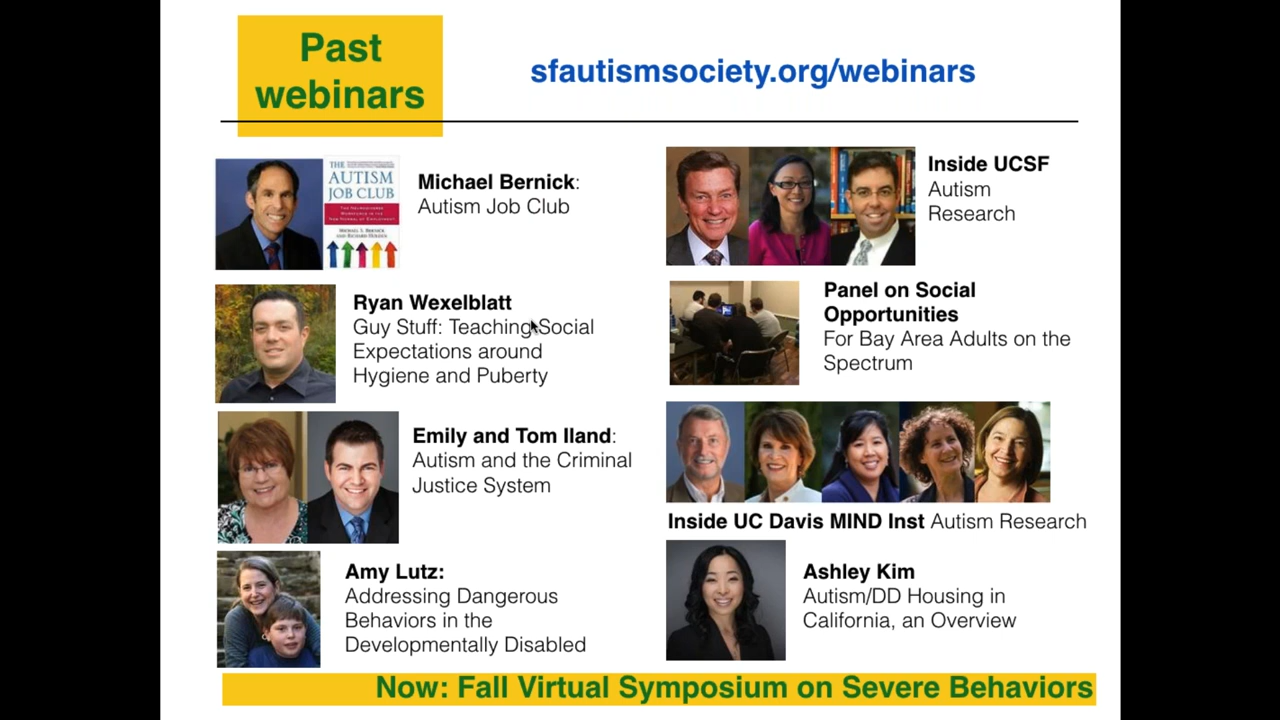 Past
webinars
sfautismsociety.org/webinars
THE
AUTISM
JOB CLUB
Michael Bernick:
Autism Job Club
Ryan Wexelblatt
Guy Stuff: Teaching Social
Expectations around
Hygiene and Puberty
Emily and Tom Iland:
Autism and the Criminal
Justice System
Amy Lutz:
Addressing Dangerous
Behaviors in the
Developmentally Disabled
Inside UCSF
Autism
Research
Panel on Social
Opportunities
For Bay Area Adults on the
Spectrum
Inside UC Davis MIND Inst Autism Research
Ashley Kim
Autism/DD Housing in
California, an Overview
Now: Fall Virtual Symposium on Severe Behaviors